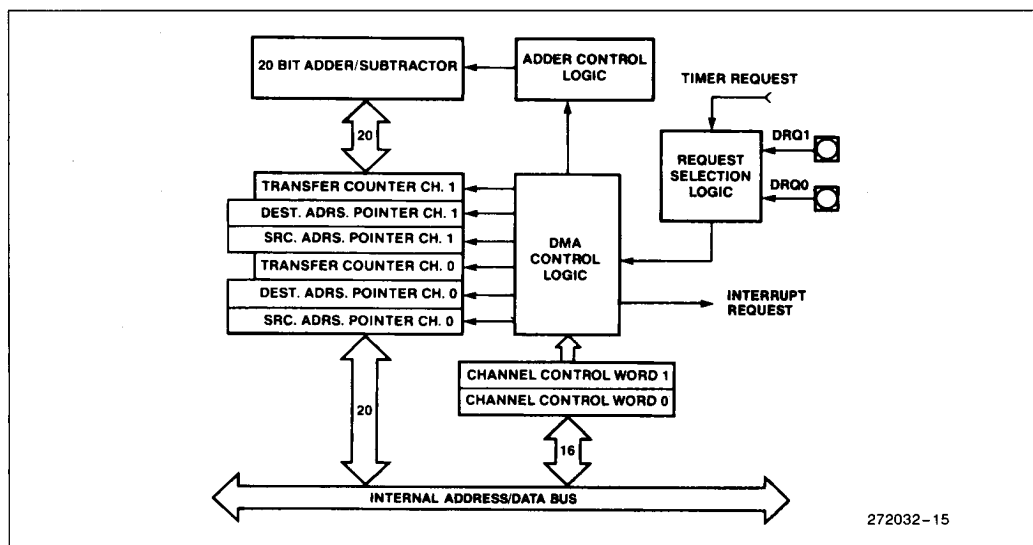 20 BIT ADDER/SUBTRACTOR
ADDER CONTROL
LOGIC
TIMER REQUEST
20
DRQ1
REQUEST
SELECTION
LOGIC
DRQ0
TRANSFER COUNTER CH. 1
DEST. ADRS. POINTER CH. 1
SRC. ADRS. POINTER CH. 1
TRANSFER COUNTER CH. 0
DEST. ADRS. POINTER CH. 0
SRC. ADRS. POINTER CH. 0
DMA
CONTROL
LOGIC
INTERRUPT
REQUEST
CHANNEL CONTROL WORD 1
CHANNEL CONTROL WORD 0
20
16
INTERNAL ADDRESS/DATA BUS
272032-15